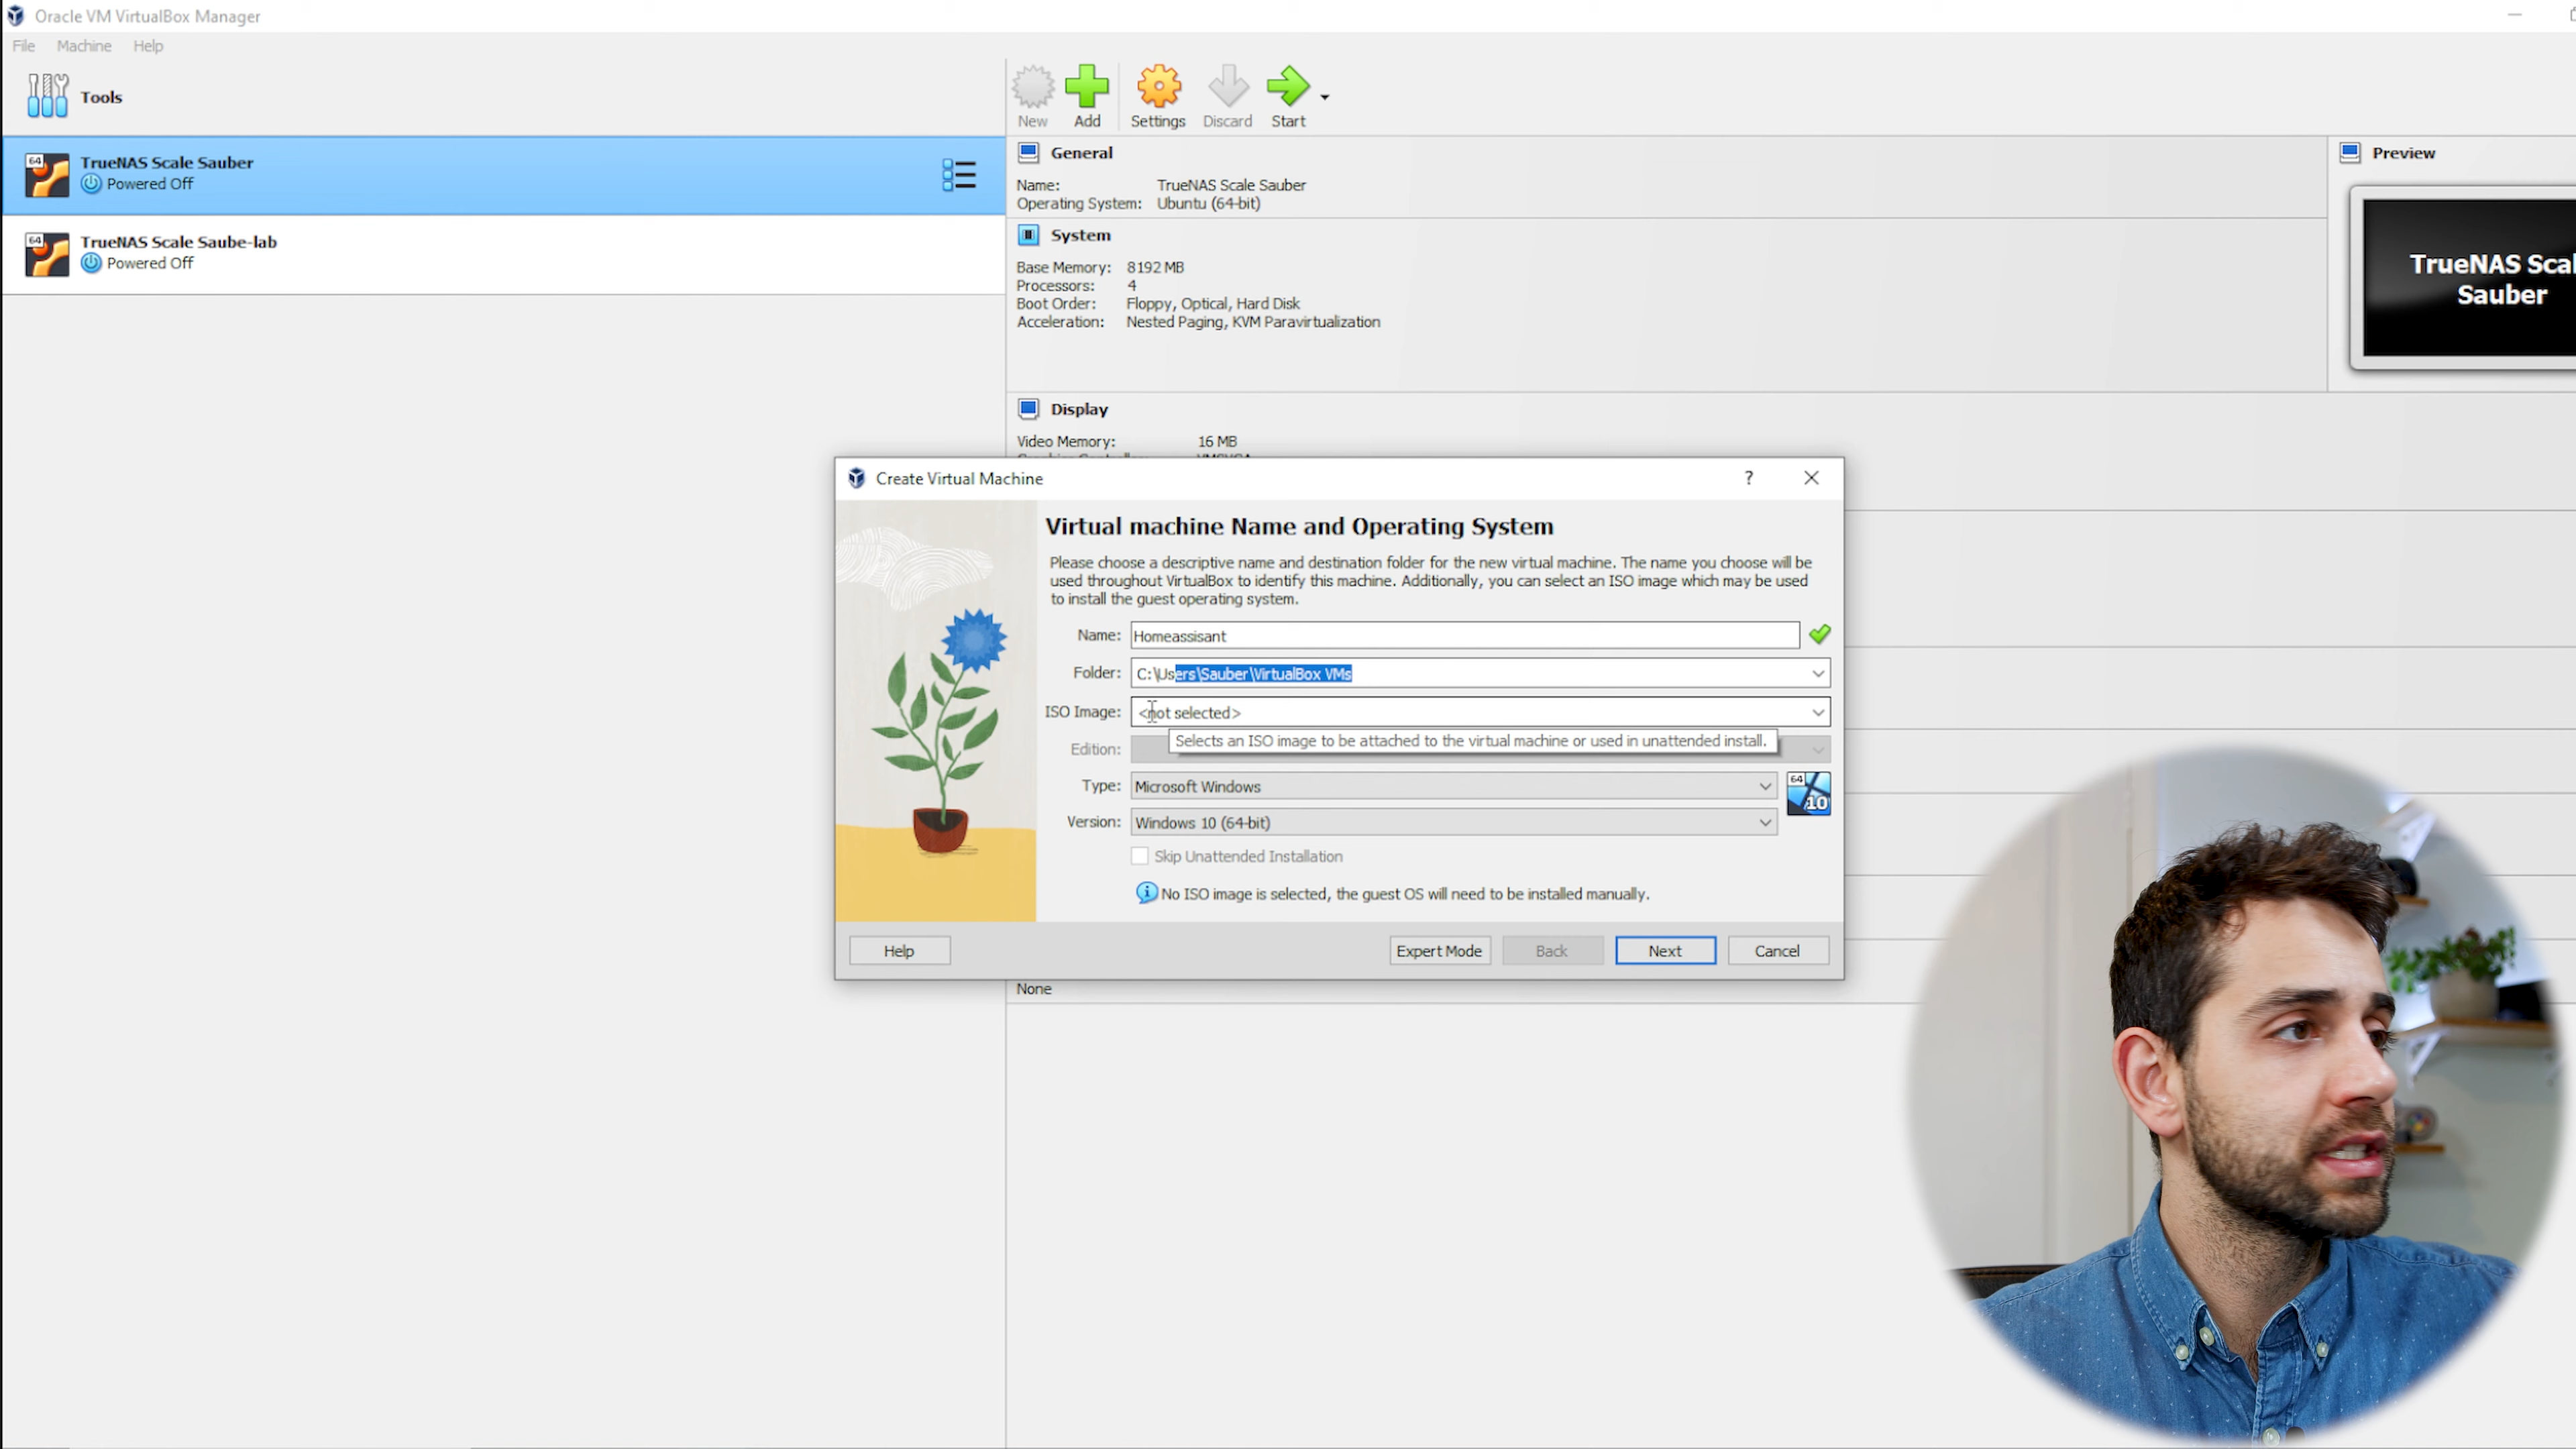 Oracle VM VirtualBox Manager
File Machine Help
Tools
New Add Settings Discard Start
64
TrueNAS Scale Sauber
Powered Off
64
TrueNAS Scale Saube-lab
Powered Off
General
Name: TrueNAS Scale Sauber
Operating System: Ubuntu (64-bit)
System
Base Memory: 8192 MB
Processors: 4
Boot Order: Floppy, Optical, Hard Disk
Acceleration: Nested Paging, KVM Paravirtualization
Preview
TrueNAS Scal
Sauber
Display
Video Memory: 16 MB
Create Virtual Machine ?
Virtual machine Name and Operating System
Please choose a descriptive name and destination folder for the new virtual machine. The name you choose will be
used throughout VirtualBox to identify this machine. Additionally, you can select an ISO image which may be used
to install the guest operating system.
Name: Homeassisant
Folder: C:\Users\Sauber\VirtualBox VMs
ISO Image: <not selected>
Selects an ISO image to be attached to the virtual machine or used in unattended install.
Edition:
Type: Microsoft Windows
64
10
Version: Windows 10 (64-bit)
Skip Unattended Installation
No ISO image is selected, the guest OS will need to be installed manually.
Help Expert Mode Back Next Cancel
None